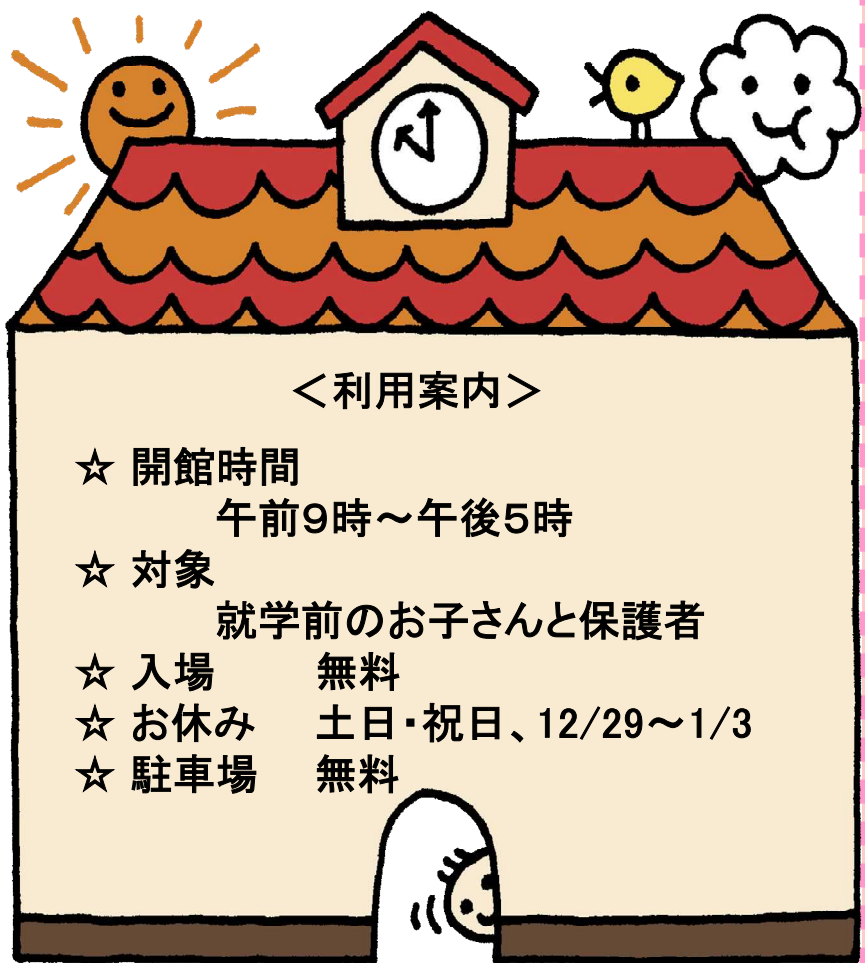 ＜利用案内＞
☆ 開館時間
午前９時～午後５時
☆ 対象
就学前のお子さんと保護者
☆ 入場　　無料
☆ お休み　土日・祝日、12/29～1/3
☆ 駐車場　無料